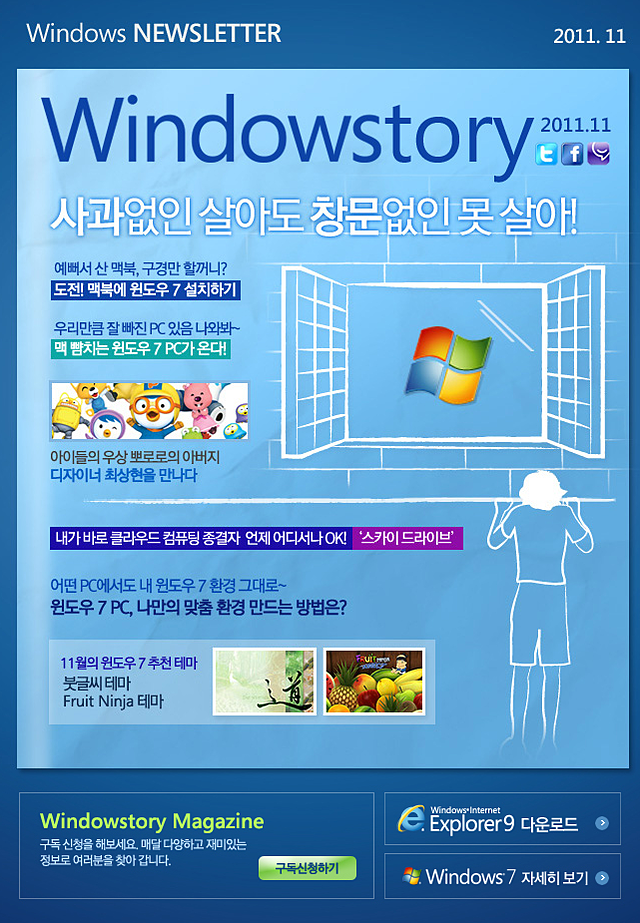 Windows NEWSLETTER
2011. 11
Windowstory
2011.11
사과없인 살아도 창문없인 못 살아!
예뻐서 산 맥북, 구경만 할꺼니?
도전! 맥북에 윈도우 7 설치하기
우리만큼 잘 빠진 PC 있음 나와봐~
맥 뺨치는 윈도우 7 PC가 온다!
아이들의 우상 뽀로로의 아버지
디자이너 최상현을 만나다
내가 바로 클라우드 컴퓨팅 종결자 언제 어디서나 OK! '스카이 드라이브'
어떤 PC에서도 내 윈도우 7 환경 그대로~
윈도우 7 PC, 나만의 맞춤 환경 만드는 방법은?
11월의 윈도우 7 추천 테마
붓글씨 테마
Fruit Ninja 테마
道
FRUIT NINJA
Windowstory Magazine
구독 신청을 해보세요. 매달 다양하고 재미있는
정보로 여러분을 찾아 갑니다.
구독신청하기
Windows Internet
Explorer 9 다운로드
Windows 7 자세히 보기